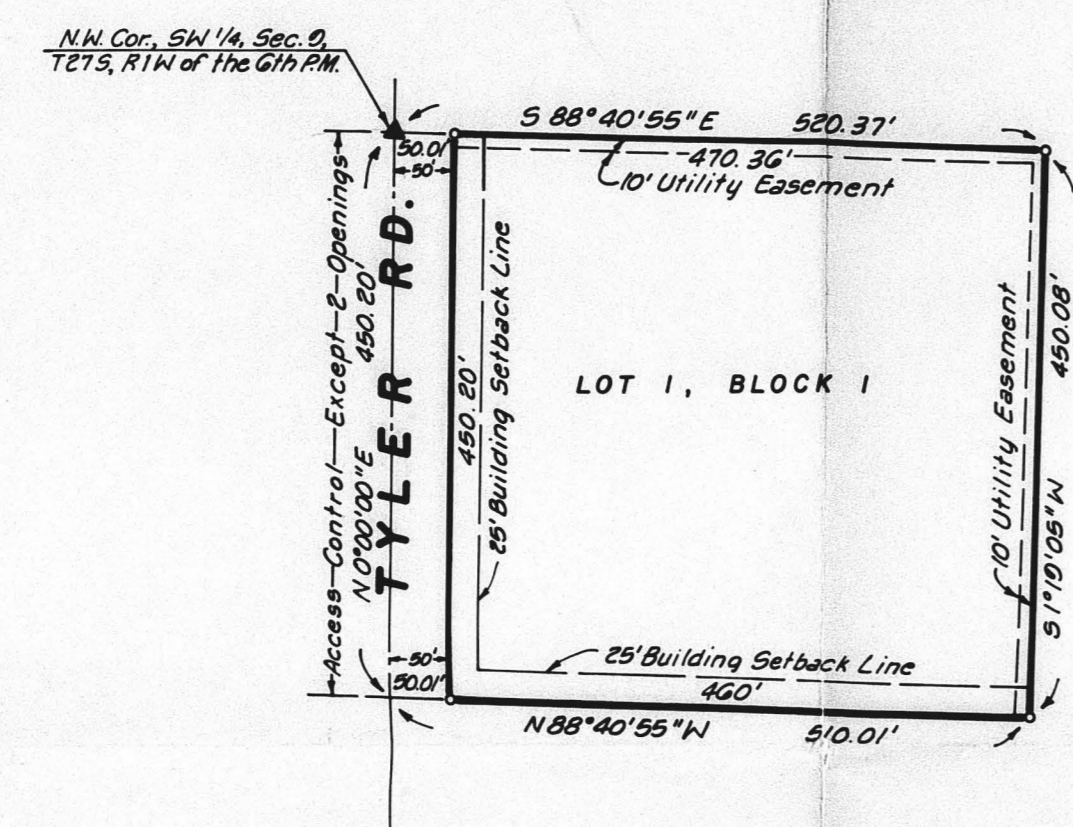 N.W. Cor., SW 1/4, Sec. 9,
T27S, R1W of the 6th P.M.
S 88°40'55"E 520.37'
50.01'
50'
470.36'
10' Utility Easement
Access-Control-Except-2-Openings
N 0°00'00"E 450.20'
TYLER RD.
450.20'
25' Building Setback Line
LOT 1, BLOCK 1
10' Utility Easement
450.08'
S 1°19'05"W
50'
50.01'
25' Building Setback Line
460'
N 88°40'55"W 510.01'